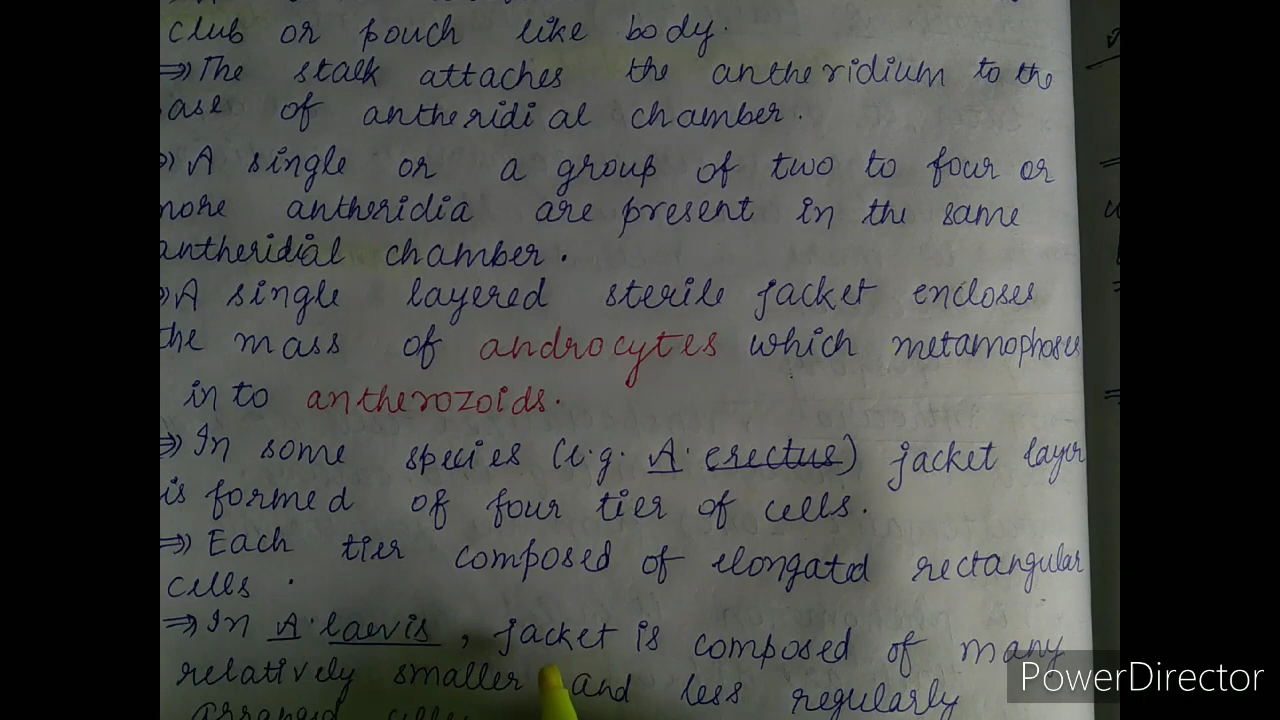 club or pouch like body.
⇒ The stalk attaches the antheridium to the
ase of antheridial chamber.
⇒ A single or a group of two to four or
more antheridia are present in the same
antheridial chamber.
⇒ A single layered sterile jacket encloses
the mass of androcytes which metamophoses
in to antherozoids.
⇒ In some species (e.g. A. erectus) jacket layer
is formed of four tier of cells.
⇒ Each tier composed of elongated rectangular
cells.
⇒ In A. laevis, jacket is composed of many
relatively smaller and less regularly
arranged cells
PowerDirector